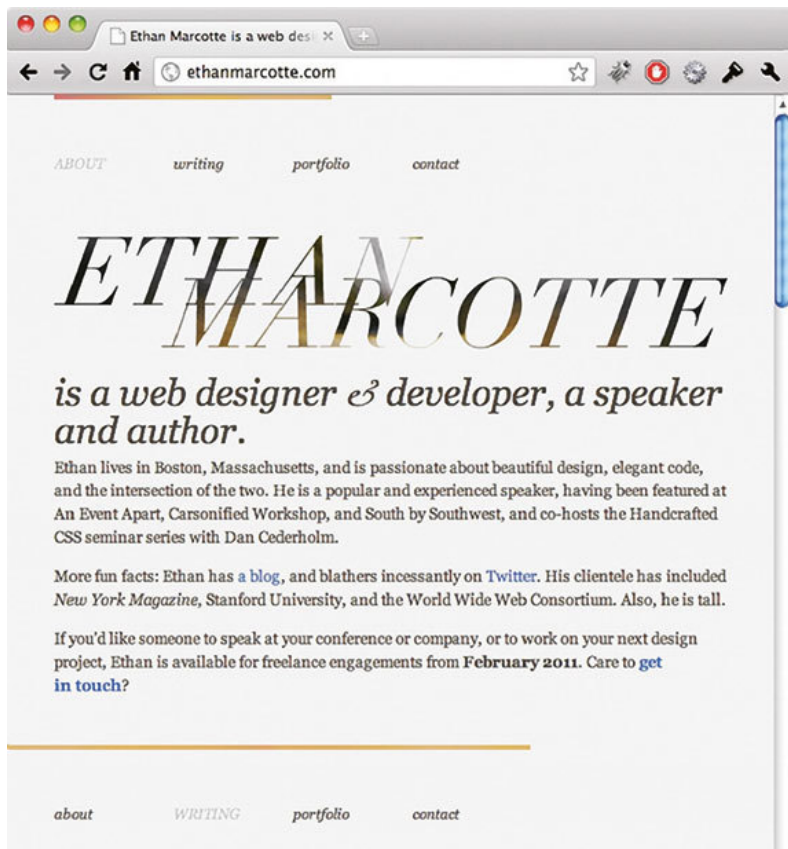 Ethan Marcotte is a web desi
ethanmarcotte.com
ABOUT writing portfolio contact
ETHAN
MARCOTTE
is a web designer & developer, a speaker
and author.
Ethan lives in Boston, Massachusetts, and is passionate about beautiful design, elegant code,
and the intersection of the two. He is a popular and experienced speaker, having been featured at
An Event Apart, Carsonified Workshop, and South by Southwest, and co-hosts the Handcrafted
CSS seminar series with Dan Cederholm.
More fun facts: Ethan has a blog, and blathers incessantly on Twitter. His clientele has included
New York Magazine, Stanford University, and the World Wide Web Consortium. Also, he is tall.
If you'd like someone to speak at your conference or company, or to work on your next design
project, Ethan is available for freelance engagements from February 2011. Care to get
in touch?
about WRITING portfolio contact